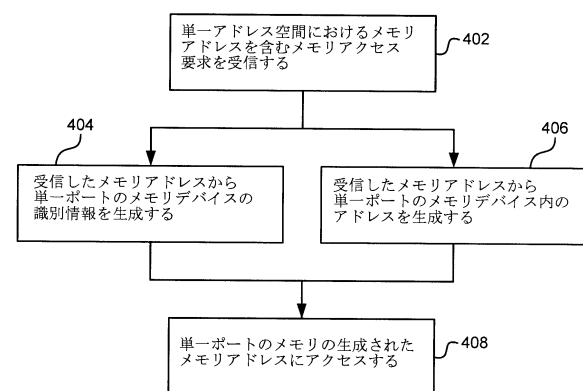 単一アドレス空間におけるメモリ
アドレスを含むメモリアクセス
要求を受信する
402
404
受信したメモリアドレスから
単一ポートのメモリデバイスの
識別情報を生成する
406
受信したメモリアドレスから
単一ポートのメモリデバイス内の
アドレスを生成する
単一ポートのメモリの生成された
メモリアドレスにアクセスする
408